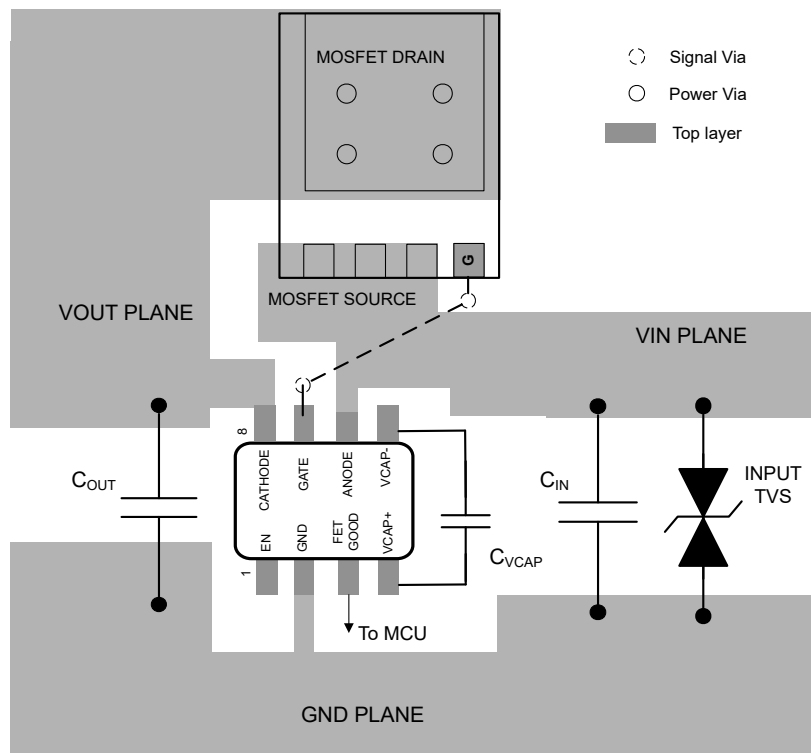 MOSFET DRAIN
Signal Via
Power Via
Top layer
G
MOSFET SOURCE
VOUT PLANE
VIN PLANE
8
CATHODE
GATE
ANODE
VCAP-
COUT
CIN
INPUT
TVS
EN
GND
FET
GOOD
VCAP+
CVCAP
1
To MCU
GND PLANE